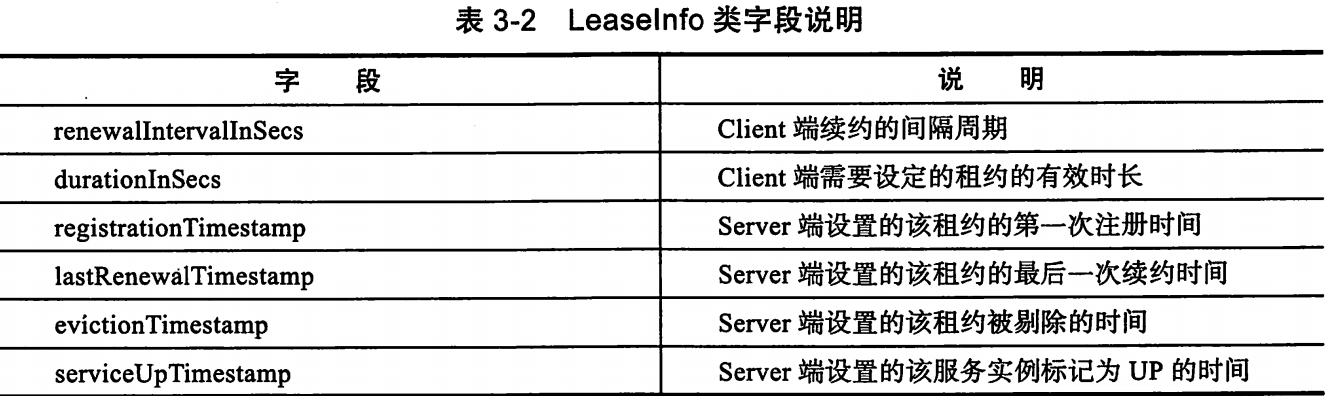 表 3-2 LeaseInfo 类字段说明
字 段 说 明
renewalIntervalInSecs Client 端续约的间隔周期
durationInSecs Client 端需要设定的租约的有效时长
registrationTimestamp Server 端设置的该租约的第一次注册时间
lastRenewalTimestamp Server 端设置的该租约的最后一次续约时间
evictionTimestamp Server 端设置的该租约被剔除的时间
serviceUpTimestamp Server 端设置的该服务实例标记为 UP 的时间